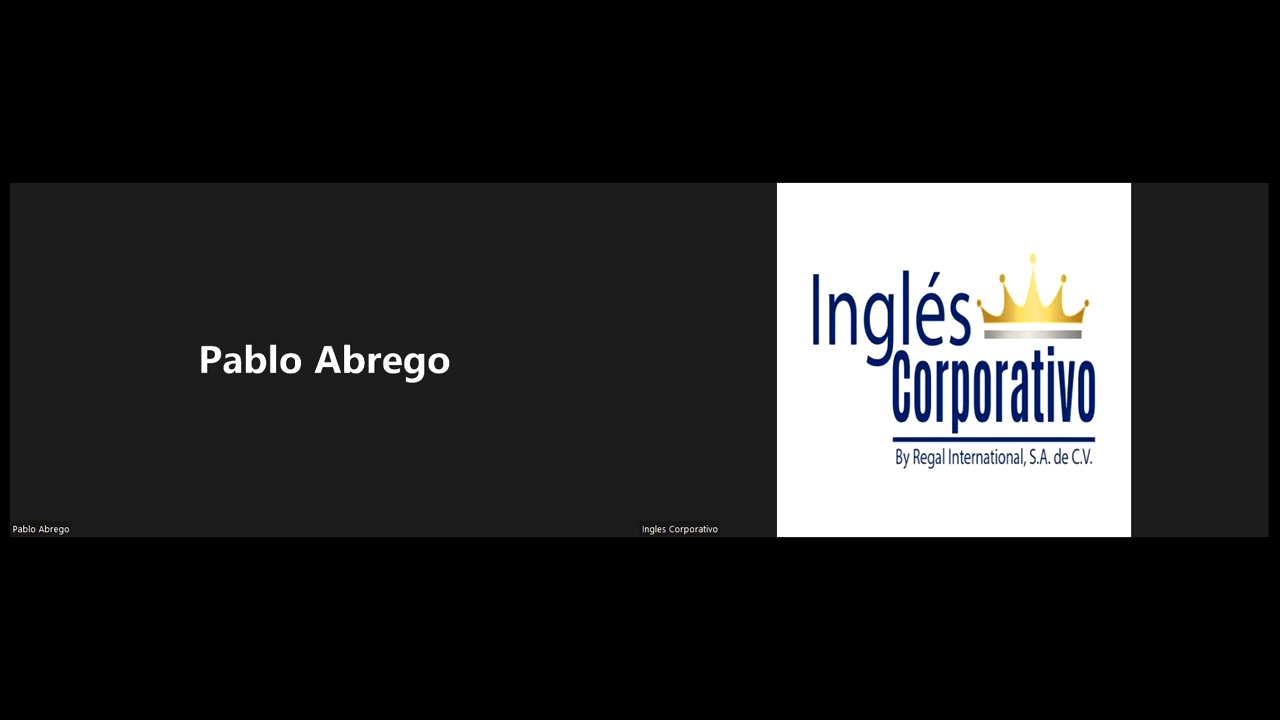 Pablo Abrego
Pablo Abrego
Inglés
Corporativo
By Regal International, S.A. de C.V.
Ingles Corporativo